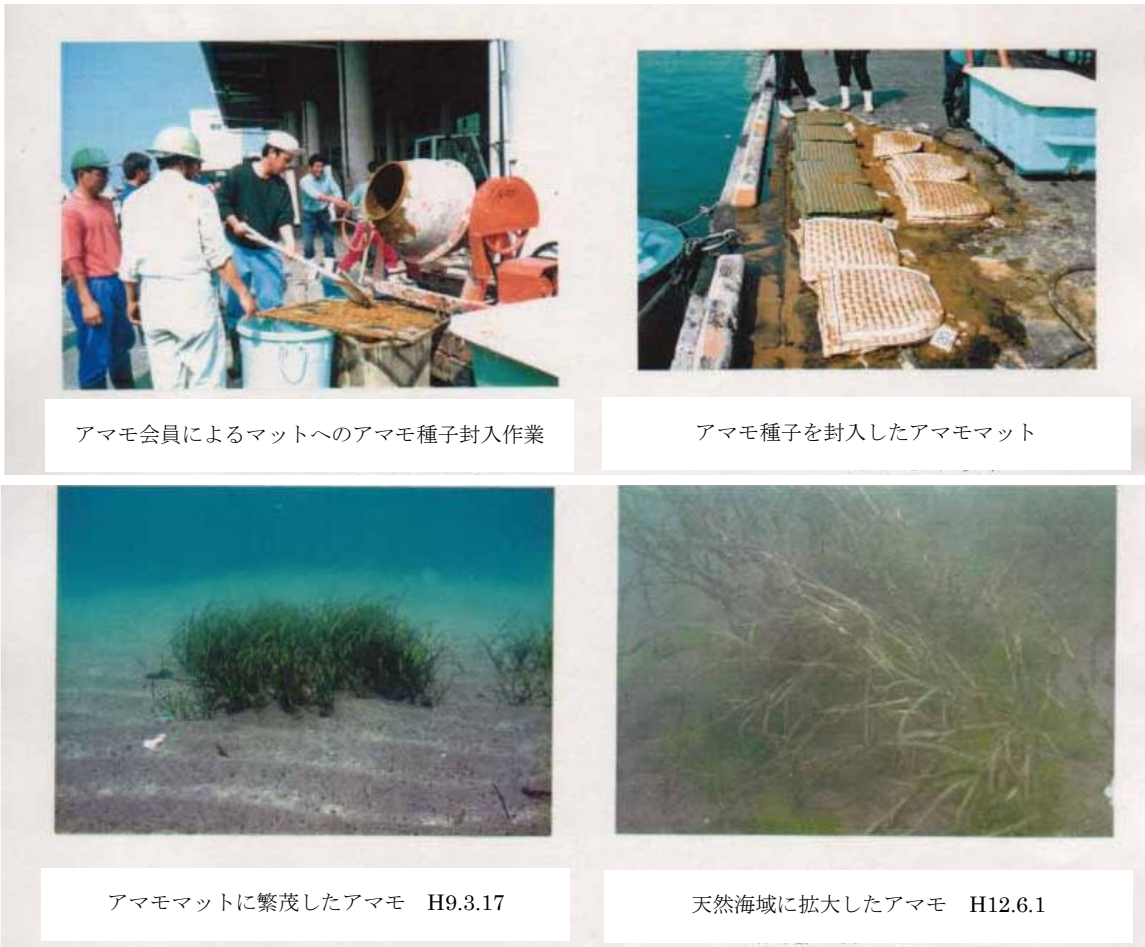 アマモ会員によるマットへのアマモ種子封入作業
アマモ種子を封入したアマモマット
アマモマットに繁茂したアマモ　H9.3.17
天然海域に拡大したアマモ　H12.6.1